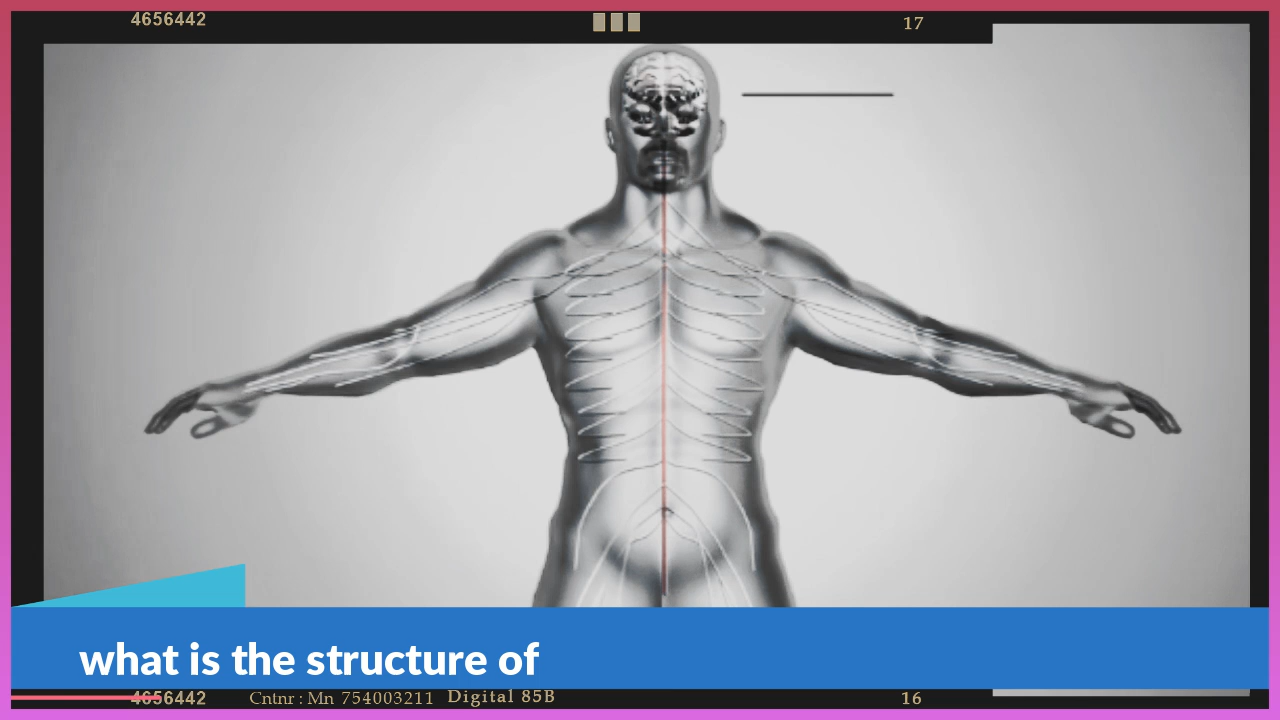 4656442 17
what is the structure of
4656442 Cntnr : Mn 754003211 Digital 85B 16